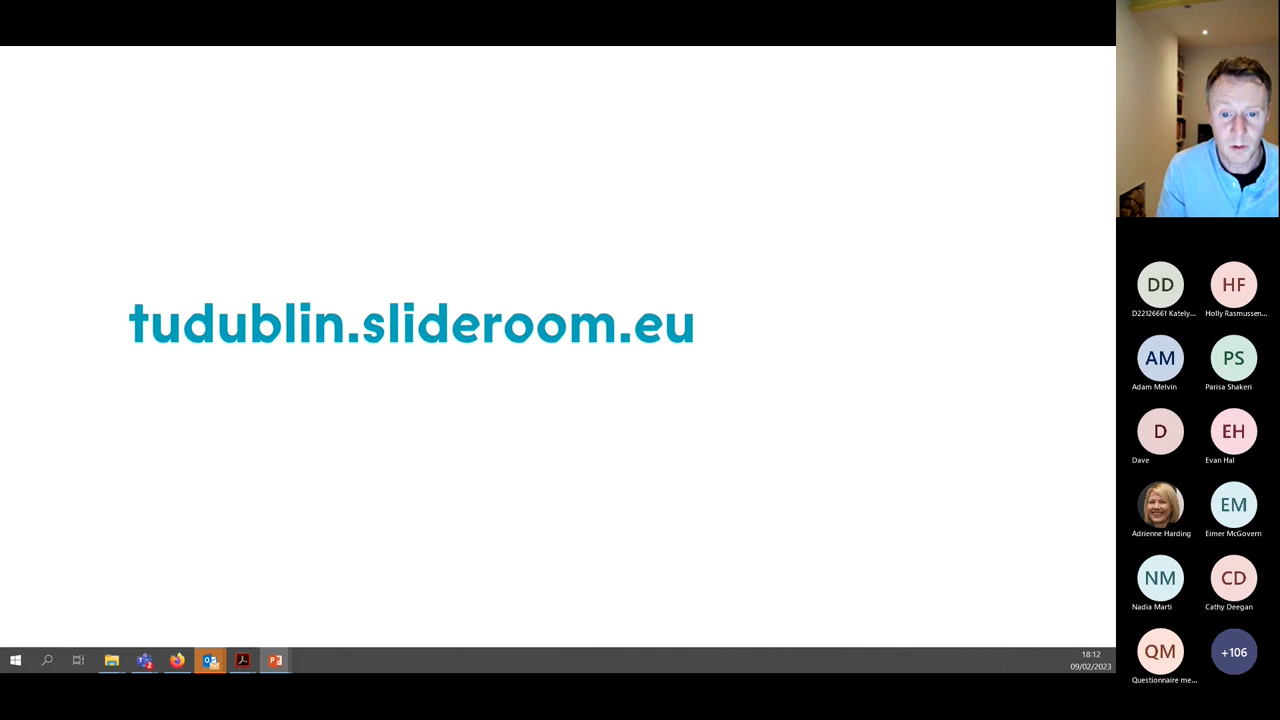 tudublin.slideroom.eu
DD
HF
D22126661 Kately...
Holly Rasmussen...
AM
PS
Adam Melvin
Parisa Shakeri
D
EH
Dave
Evan Hal
EM
Adrienne Harding
Eimer McGovern
NM
CD
Nadia Marti
Cathy Deegan
QM
+106
Questionnaire me...
18:12
09/02/2023